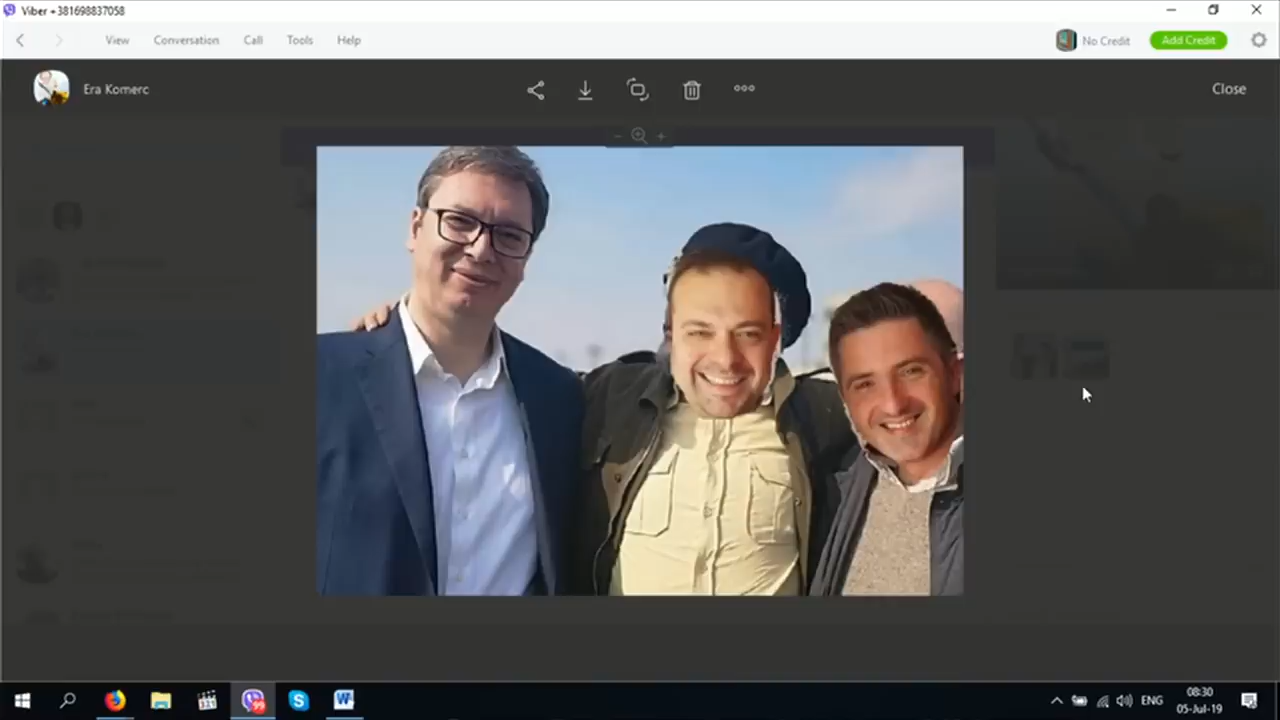 Viber +381698837058
View Conversation Call Tools Help No Credit Add Credit
Era Komerc Close
ENG 08:30
05-Jul-19
99